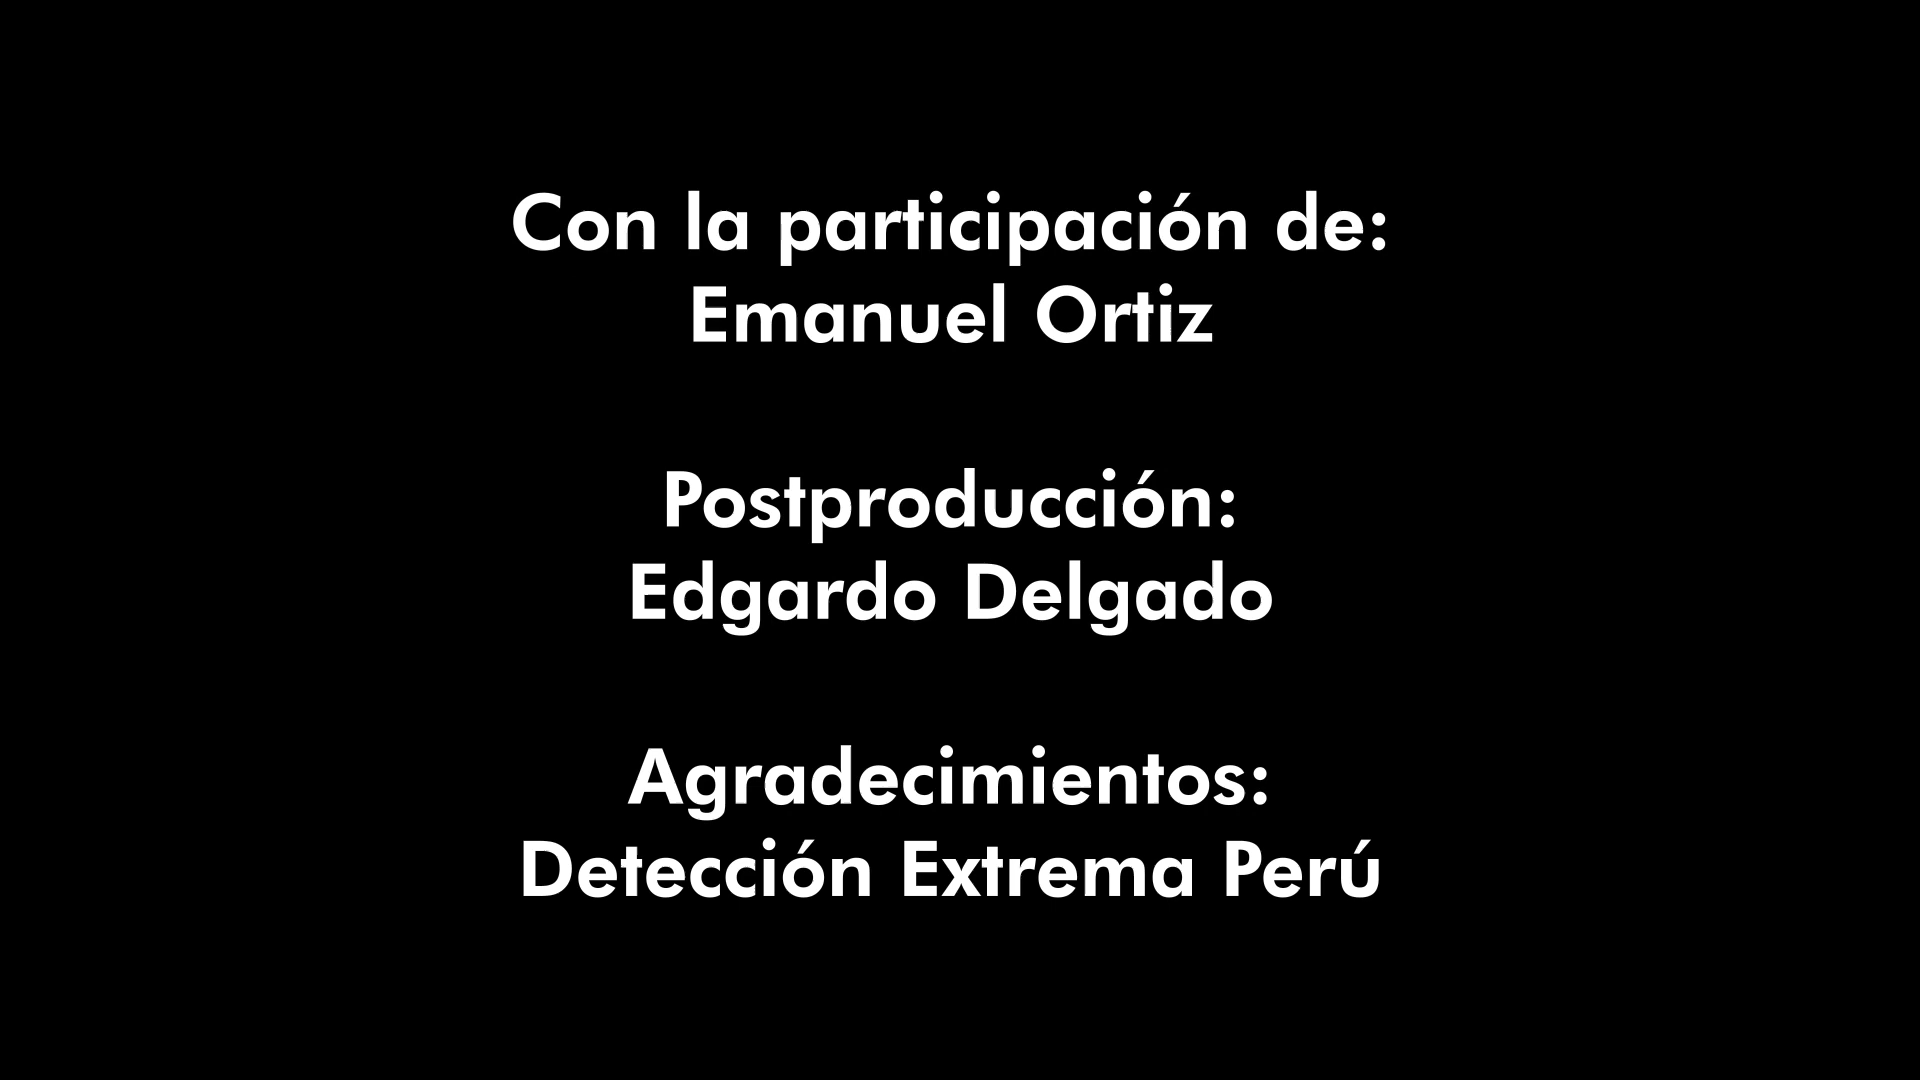 Con la participación de:
Emanuel Ortiz
Postproducción:
Edgardo Delgado
Agradecimientos:
Detección Extrema Perú